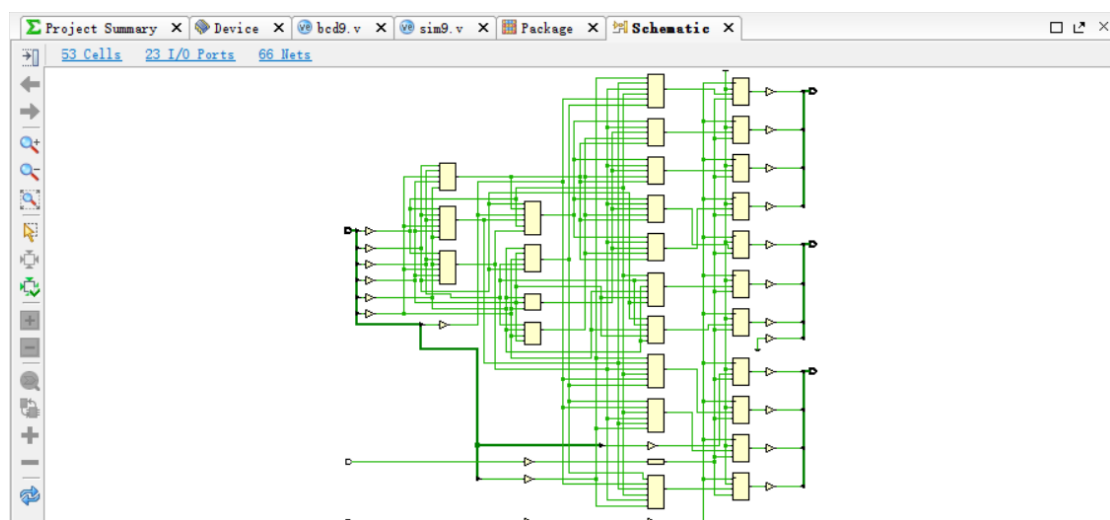 Project Summary Device bcd9.v sim9.v Package Schematic
53 Cells 23 I/O Ports 66 Nets